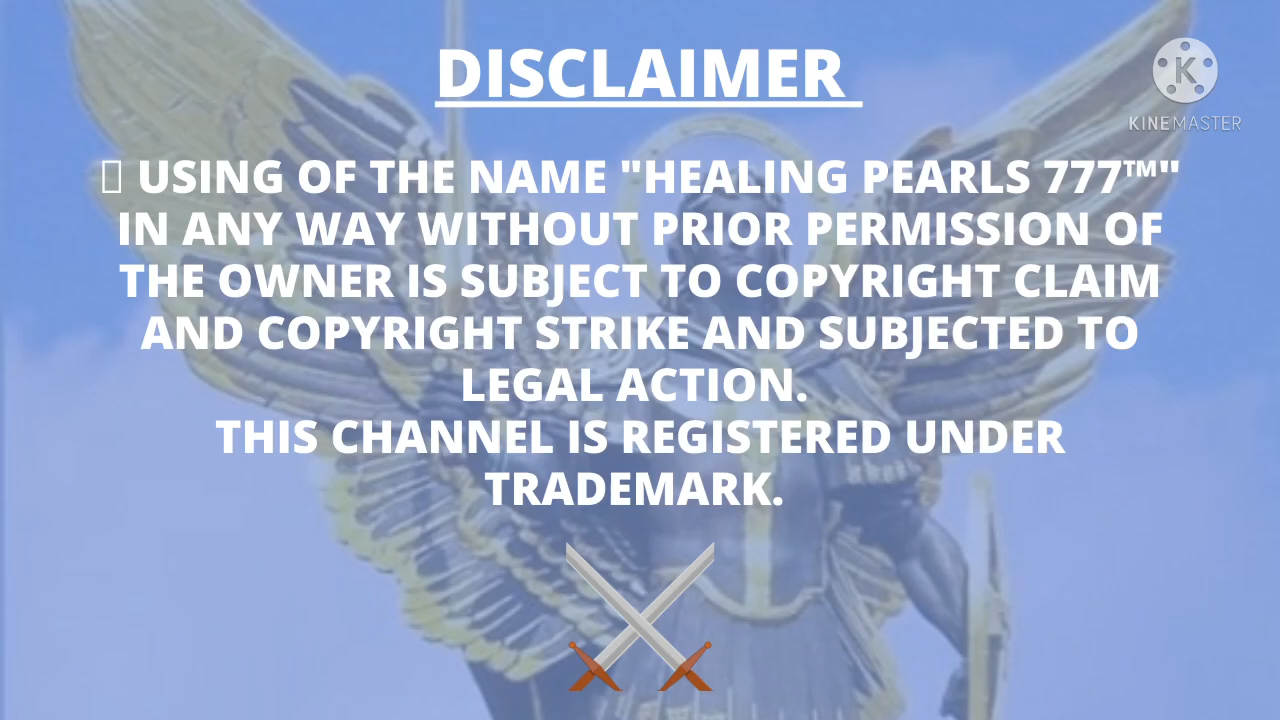 DISCLAIMER
K
KINEMASTER
▯ USING OF THE NAME "HEALING PEARLS 777™"
IN ANY WAY WITHOUT PRIOR PERMISSION OF
THE OWNER IS SUBJECT TO COPYRIGHT CLAIM
AND COPYRIGHT STRIKE AND SUBJECTED TO
LEGAL ACTION.
THIS CHANNEL IS REGISTERED UNDER
TRADEMARK.